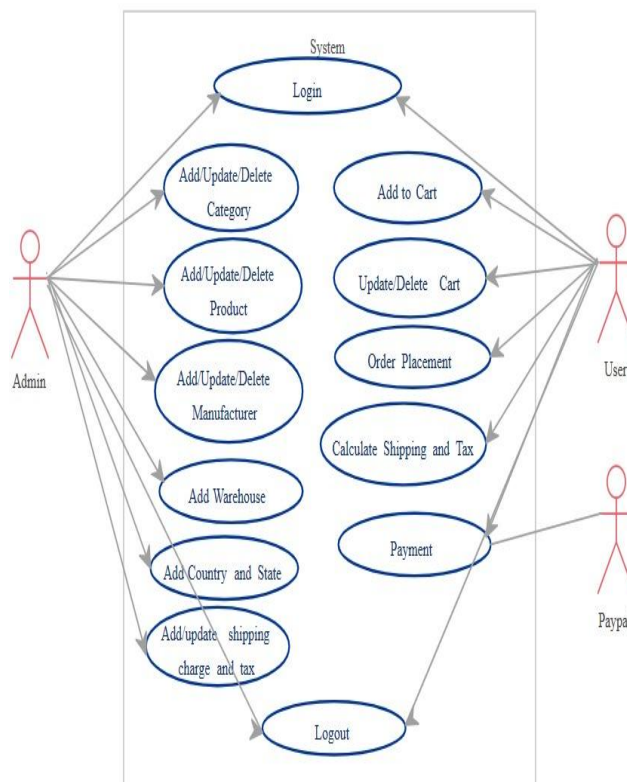 System
Login
Add/Update/Delete
Category
Add to Cart
Add/Update/Delete
Product
Update/Delete Cart
Admin
User
Order Placement
Add/Update/Delete
Manufacturer
Calculate Shipping and Tax
Add Warehouse
Payment
Add Country and State
Paypal
Add/update shipping
charge and tax
Logout